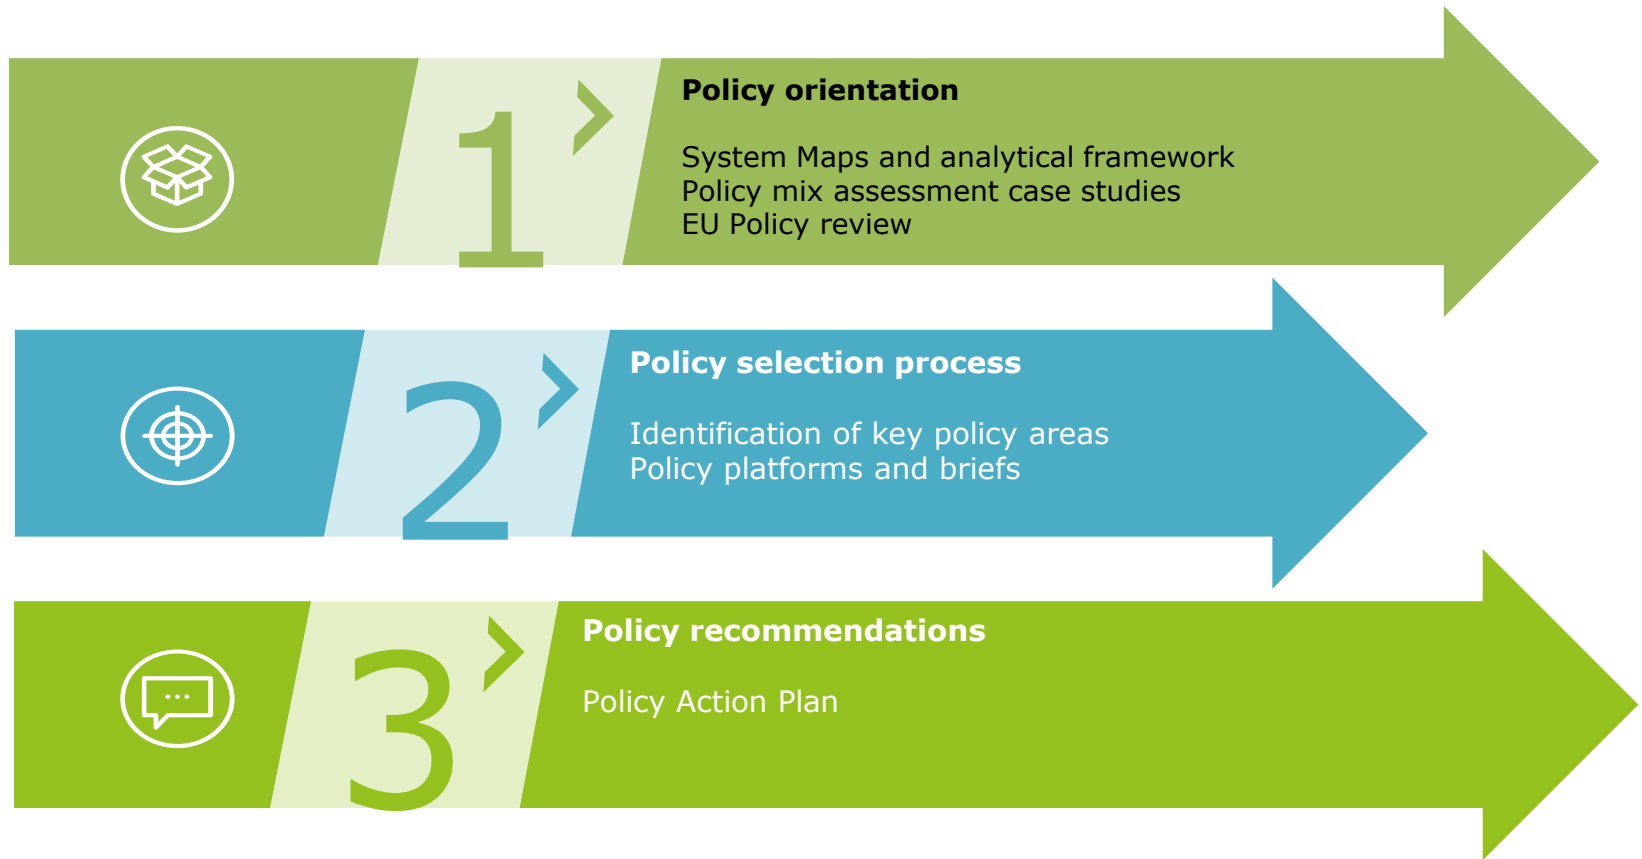 1
Policy orientation
System Maps and analytical framework
Policy mix assessment case studies
EU Policy review
2
Policy selection process
Identification of key policy areas
Policy platforms and briefs
3
Policy recommendations
Policy Action Plan